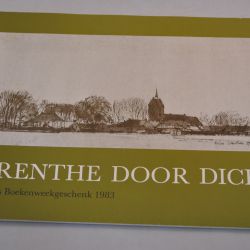 RENTHE DOOR DICH
Boekenweekgeschenk 1983